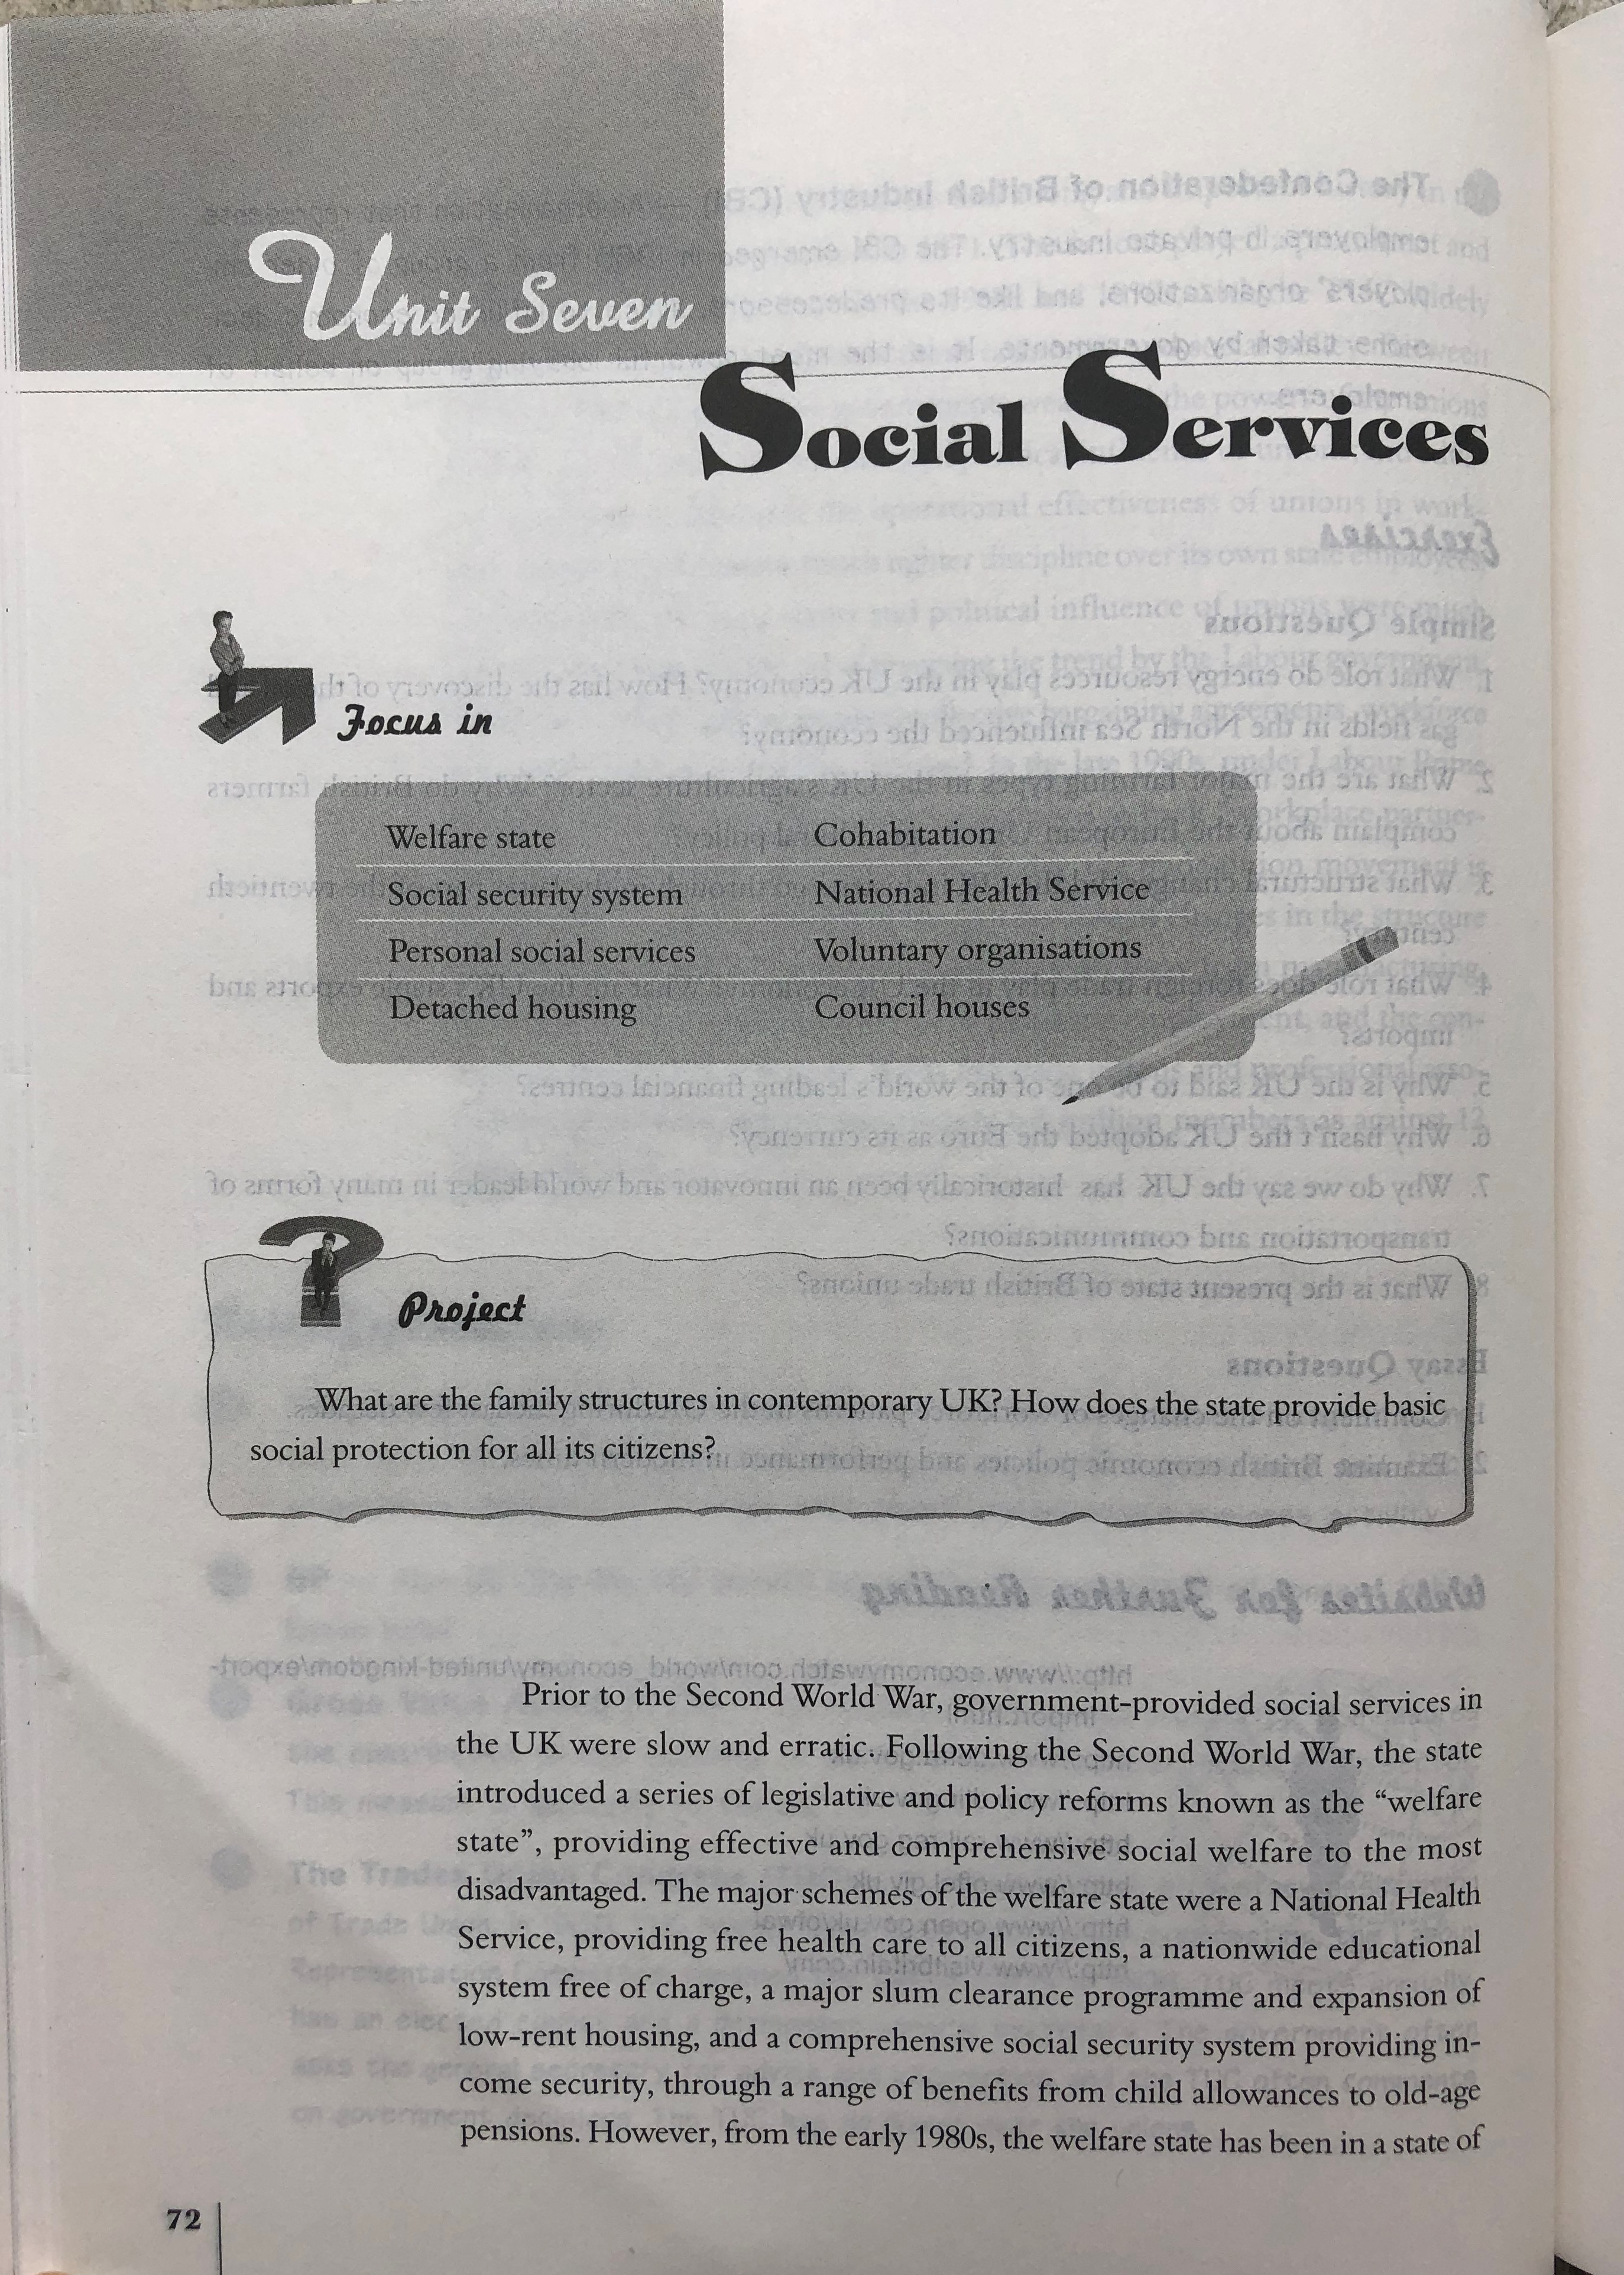 Unit Seven
Social Services
Focus in
Welfare state Cohabitation
Social security system National Health Service
Personal social services Voluntary organisations
Detached housing Council houses
Project
What are the family structures in contemporary UK? How does the state provide basic
social protection for all its citizens?
Prior to the Second World War, government-provided social services in
the UK were slow and erratic. Following the Second World War, the state
introduced a series of legislative and policy reforms known as the “welfare
state”, providing effective and comprehensive social welfare to the most
disadvantaged. The major schemes of the welfare state were a National Health
Service, providing free health care to all citizens, a nationwide educational
system free of charge, a major slum clearance programme and expansion of
low-rent housing, and a comprehensive social security system providing in-
come security, through a range of benefits from child allowances to old-age
pensions. However, from the early 1980s, the welfare state has been in a state of
72